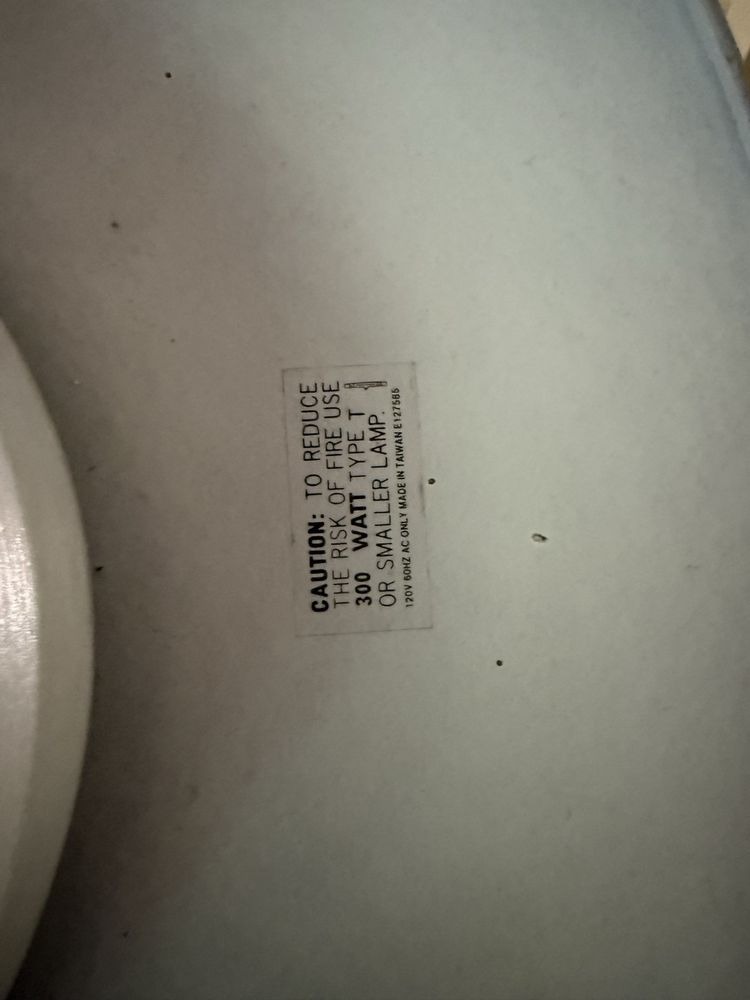 CAUTION: TO REDUCE
THE RISK OF FIRE USE
300 WATT TYPE T
OR SMALLER LAMP.
120V 60HZ AC ONLY MADE IN TAIWAN E127585